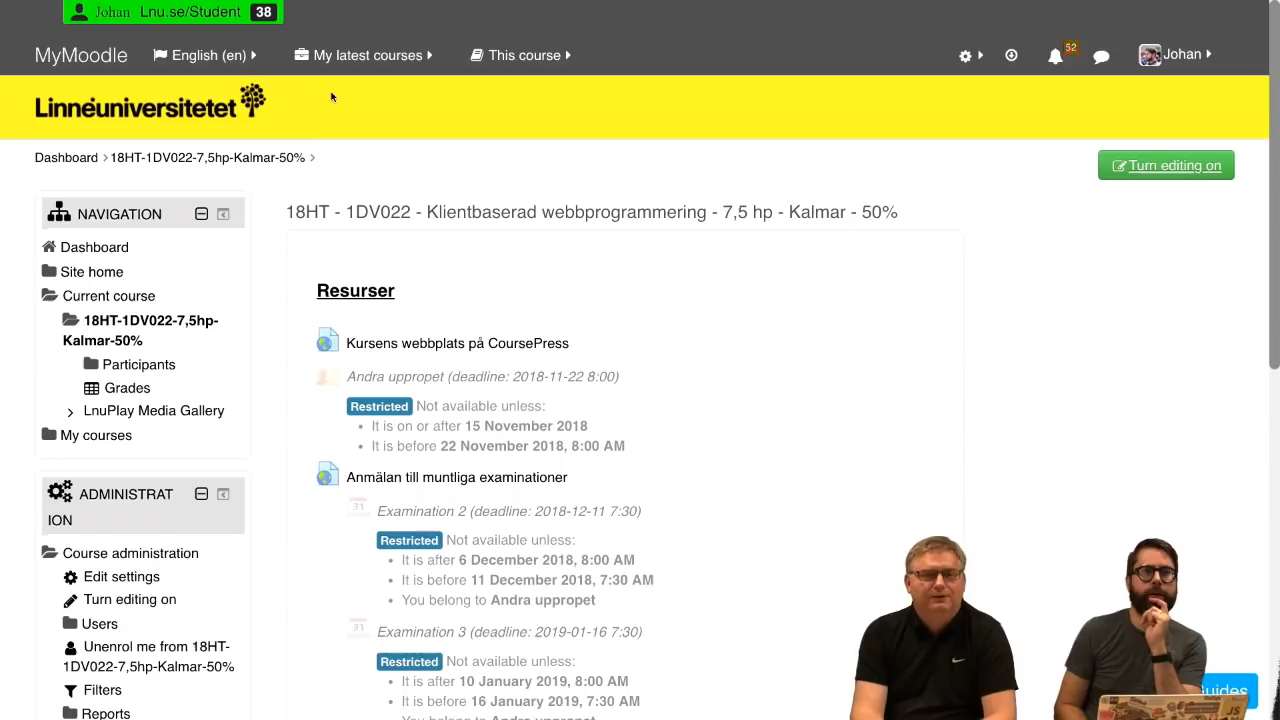 Johan Lnu.se/Student 38
MyMoodle English (en) My latest courses This course 52 Johan
Linnéuniversitetet
Dashboard 18HT-1DV022-7,5hp-Kalmar-50%
Turn editing on
NAVIGATION
Dashboard
Site home
Current course
18HT-1DV022-7,5hp-
Kalmar-50%
Participants
Grades
LnuPlay Media Gallery
My courses
ADMINISTRAT
ION
Course administration
Edit settings
Turn editing on
Users
Unenrol me from 18HT-
1DV022-7,5hp-Kalmar-50%
Filters
Reports
18HT - 1DV022 - Klientbaserad webbprogrammering - 7,5 hp - Kalmar - 50%
Resurser
Kursens webbplats på CoursePress
Andra uppropet (deadline: 2018-11-22 8:00)
Restricted Not available unless:
• It is on or after 15 November 2018
• It is before 22 November 2018, 8:00 AM
Anmälan till muntliga examinationer
31 Examination 2 (deadline: 2018-12-11 7:30)
Restricted Not available unless:
• It is after 6 December 2018, 8:00 AM
• It is before 11 December 2018, 7:30 AM
• You belong to Andra uppropet
31 Examination 3 (deadline: 2019-01-16 7:30)
Restricted Not available unless:
• It is after 10 January 2019, 8:00 AM
• It is before 16 January 2019, 7:30 AM
JS